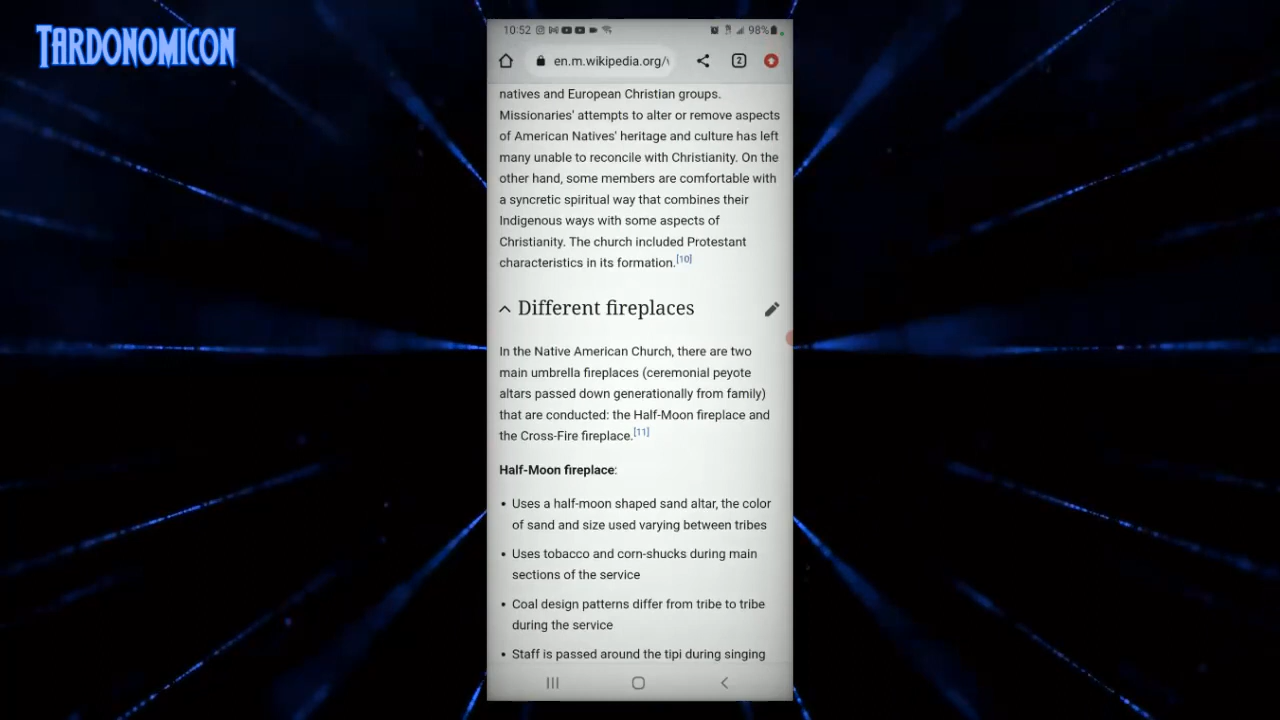 TARDONOMICON
10:52
98%
en.m.wikipedia.org/
2
natives and European Christian groups.
Missionaries' attempts to alter or remove aspects
of American Natives' heritage and culture has left
many unable to reconcile with Christianity. On the
other hand, some members are comfortable with
a syncretic spiritual way that combines their
Indigenous ways with some aspects of
Christianity. The church included Protestant
characteristics in its formation.[10]
Different fireplaces
In the Native American Church, there are two
main umbrella fireplaces (ceremonial peyote
altars passed down generationally from family)
that are conducted: the Half-Moon fireplace and
the Cross-Fire fireplace.[11]
Half-Moon fireplace:
• Uses a half-moon shaped sand altar, the color
of sand and size used varying between tribes
• Uses tobacco and corn-shucks during main
sections of the service
• Coal design patterns differ from tribe to tribe
during the service
• Staff is passed around the tipi during singing